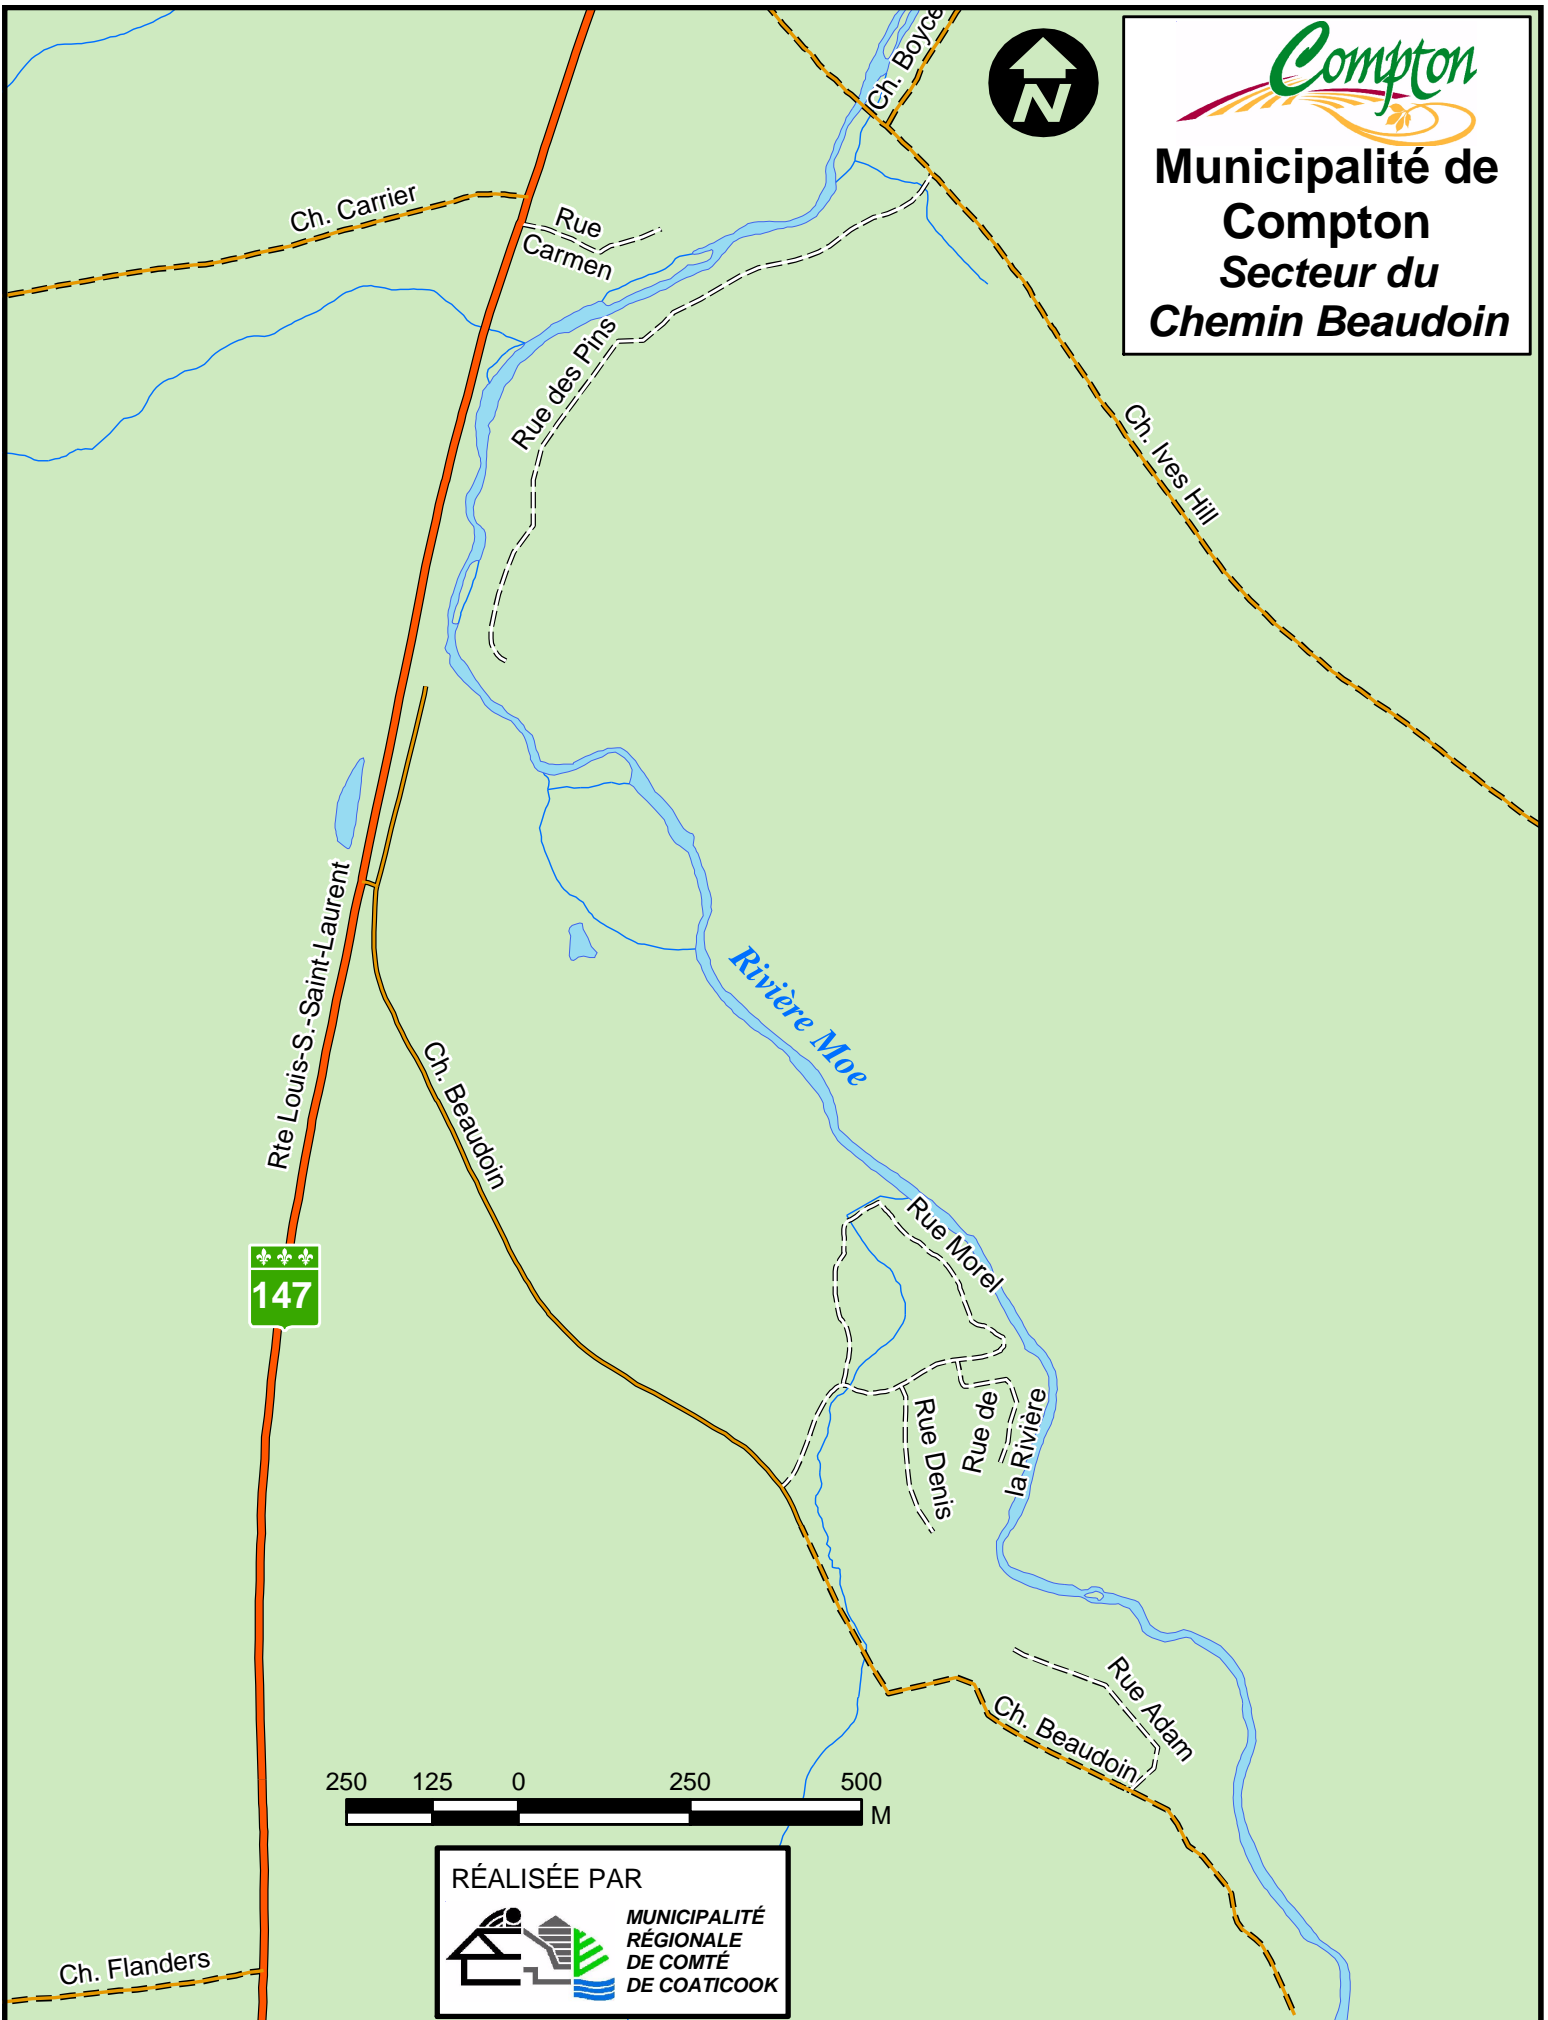 Compton
Municipalité de
Compton
Secteur du
Chemin Beaudoin
N
Ch. Boyce
Ch. Carrier
Rue
Carmen
Rue des Pins
Ch. Ives Hill
Rte Louis-S.-Saint-Laurent
Rivière Moe
Ch. Beaudoin
Rue Morel
147
Rue Denis
Rue de
la Rivière
Rue Adam
Ch. Beaudoin
250 125 0 250 500
M
RÉALISÉE PAR
MUNICIPALITÉ
RÉGIONALE
DE COMTÉ
DE COATICOOK
Ch. Flanders